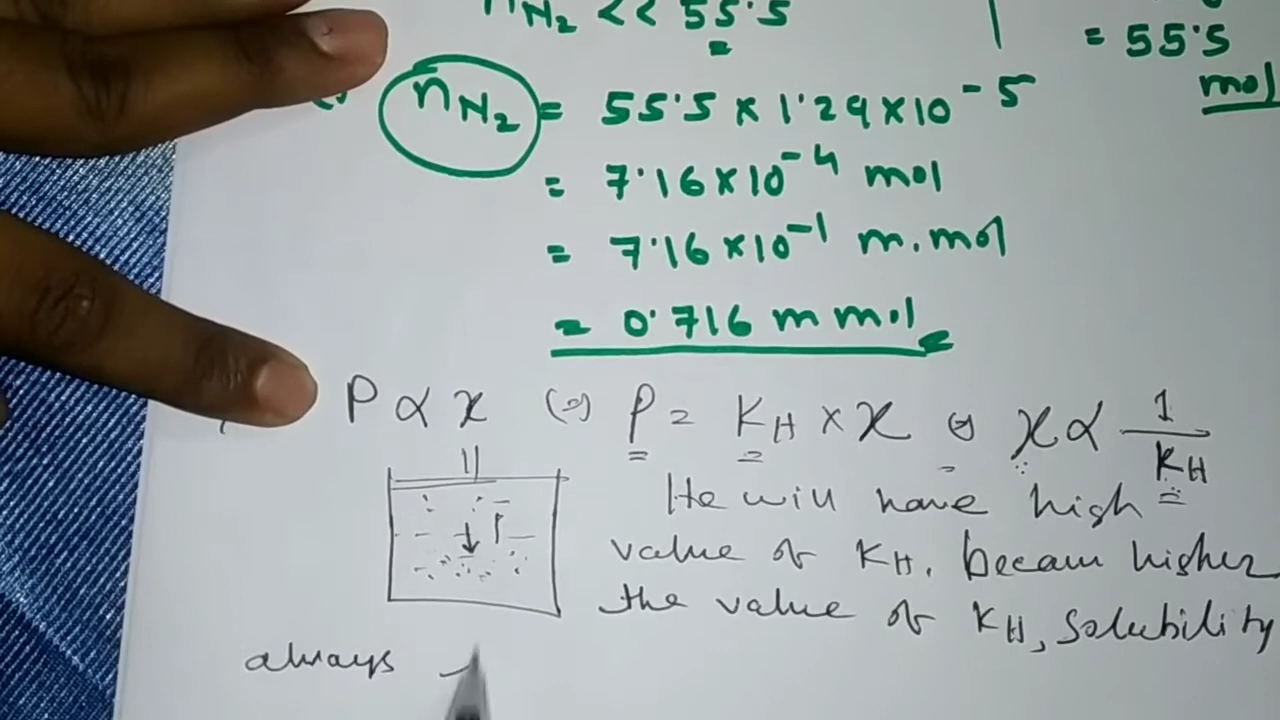 nN₂ << 55.5
= 55.5
mol
nN₂ = 55.5 × 1.29 × 10⁻⁵
= 7.16 × 10⁻⁴ mol
= 7.16 × 10⁻¹ m.mol
= 0.716 m mol
P ∝ x (or) P = KH × x or x ∝ 1/KH
He will have high
value of KH. becaus higher
the value of KH, solubility
always